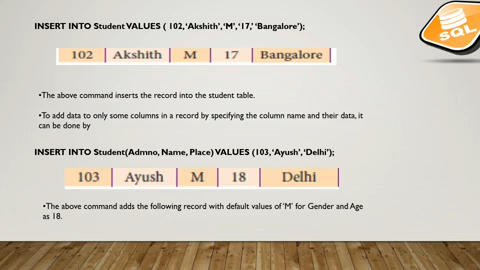 INSERT INTO Student VALUES ( 102,'Akshith', 'M', '17,' 'Bangalore');
SQL
102 Akshith M 17 Bangalore
•The above command inserts the record into the student table.
•To add data to only some columns in a record by specifying the column name and their data, it
can be done by
INSERT INTO Student(Admno, Name, Place) VALUES (103, 'Ayush', 'Delhi');
103 Ayush M 18 Delhi
•The above command adds the following record with default values of 'M' for Gender and Age
as 18.